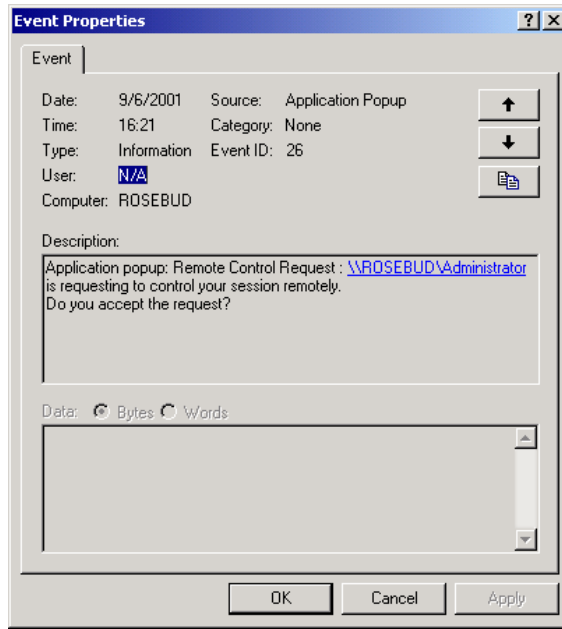 Event Properties
Event
Date: 9/6/2001 Source: Application Popup
Time: 16:21 Category: None
Type: Information Event ID: 26
User: N/A
Computer: ROSEBUD
Description:
Application popup: Remote Control Request : \\ROSEBUD\Administrator
is requesting to control your session remotely.
Do you accept the request?
Data: Bytes Words
OK Cancel Apply